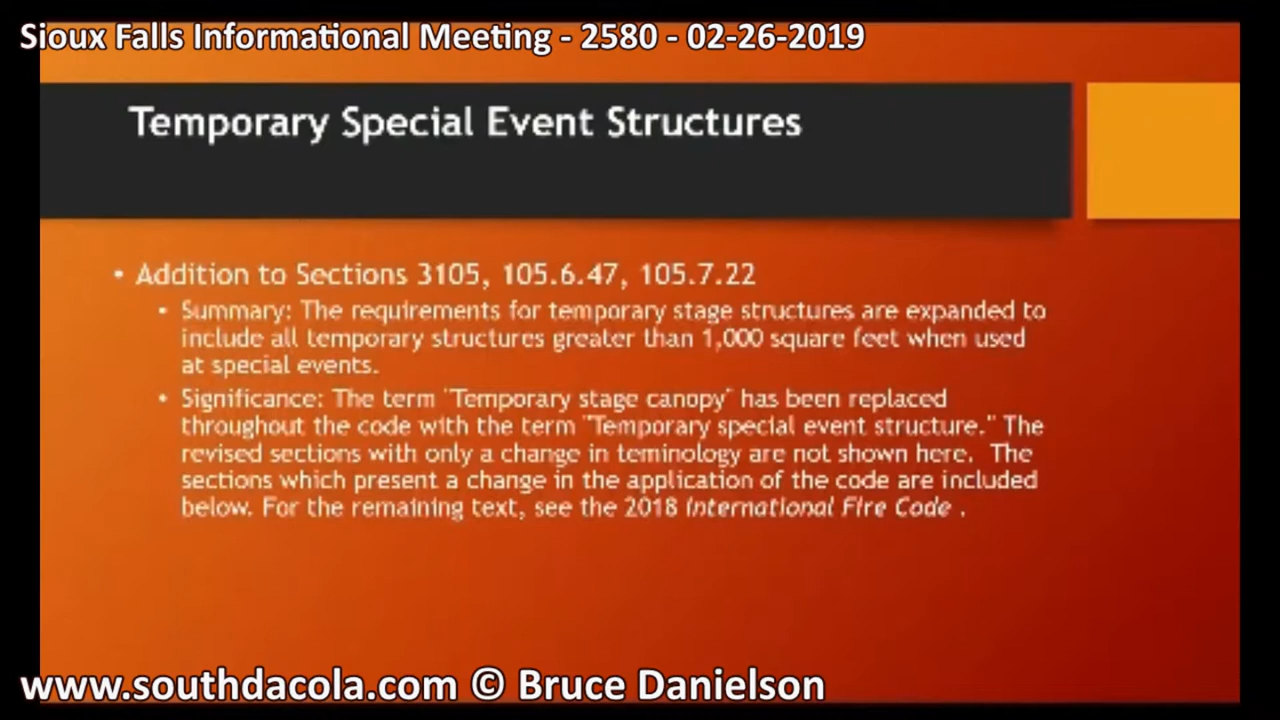 Sioux Falls Informational Meeting - 2580 - 02-26-2019
Temporary Special Event Structures
• Addition to Sections 3105, 105.6.47, 105.7.22
• Summary: The requirements for temporary stage structures are expanded to
include all temporary structures greater than 1,000 square feet when used
at special events.
• Significance: The term "Temporary stage canopy" has been replaced
throughout the code with the term "Temporary special event structure." The
revised sections with only a change in teminology are not shown here. The
sections which present a change in the application of the code are included
below. For the remaining text, see the 2018 International Fire Code .
www.southdacola.com © Bruce Danielson